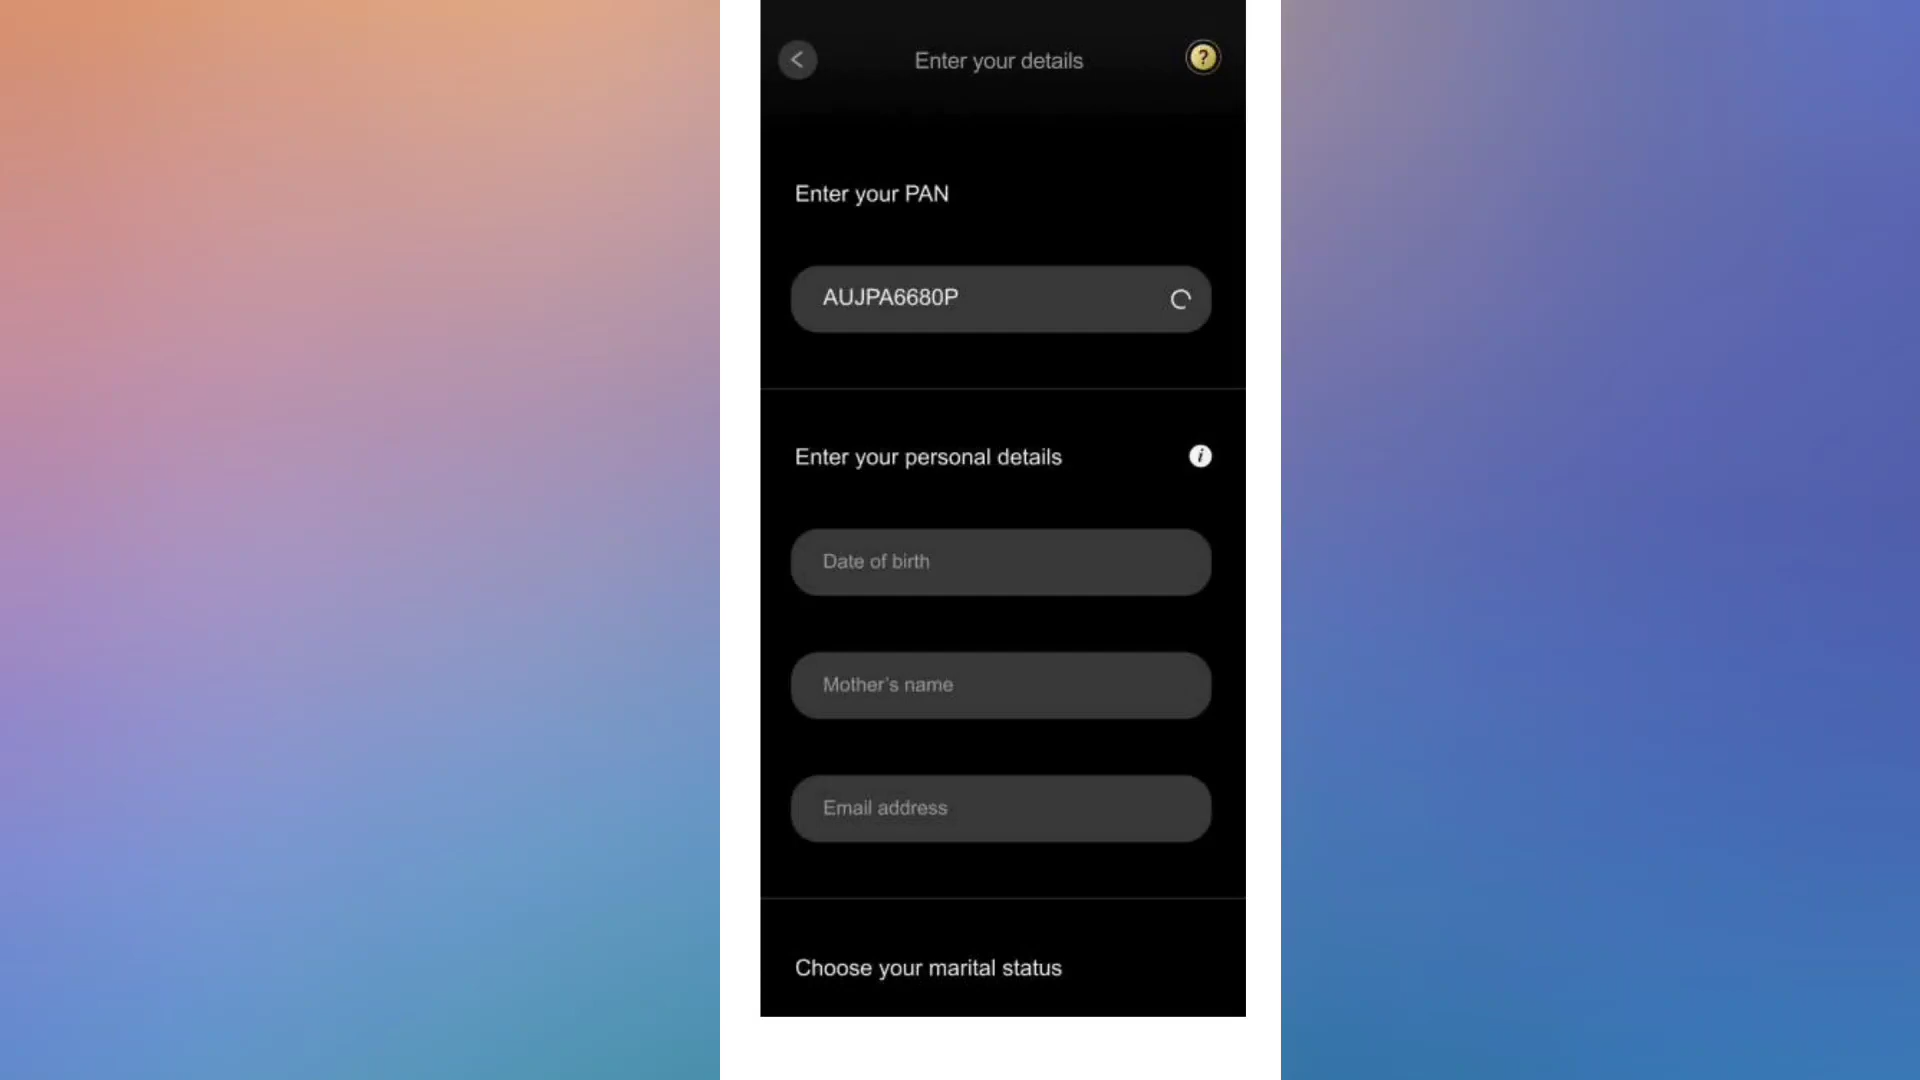 Enter your details
?
Enter your PAN
AUJPA6680P
Enter your personal details
i
Date of birth
Mother's name
Email address
Choose your marital status